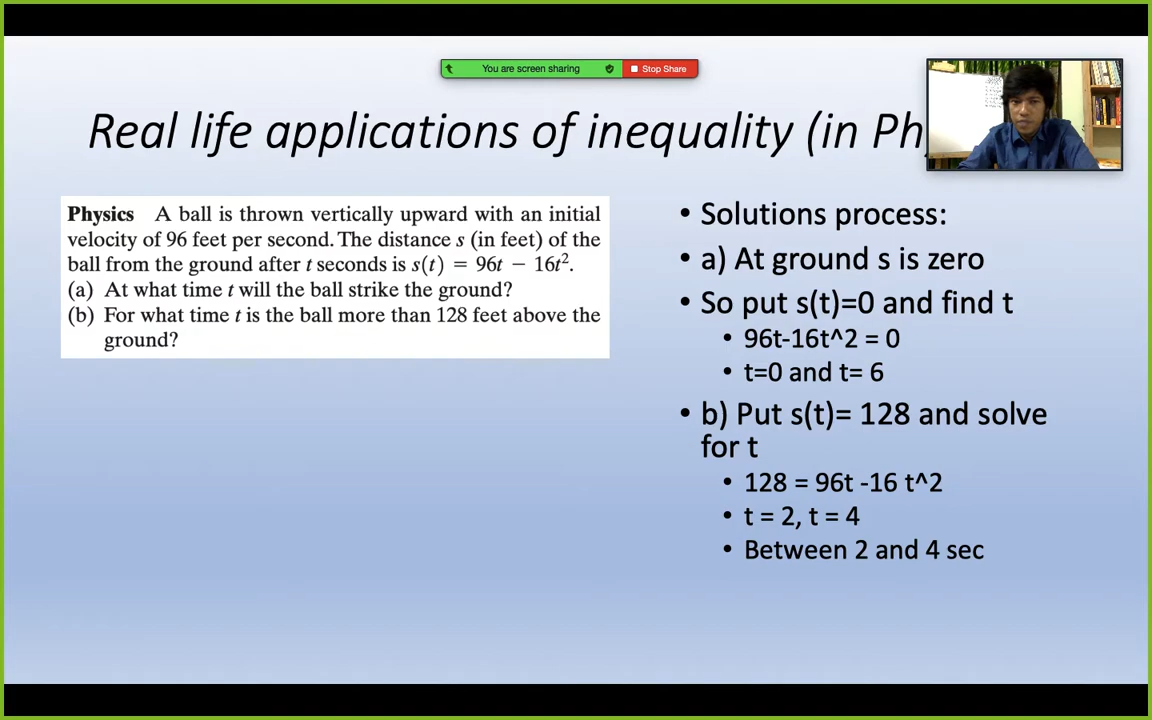 You are screen sharing
Stop Share
Real life applications of inequality (in Ph
Physics A ball is thrown vertically upward with an initial
velocity of 96 feet per second. The distance s (in feet) of the
ball from the ground after t seconds is s(t) = 96t − 16t².
(a) At what time t will the ball strike the ground?
(b) For what time t is the ball more than 128 feet above the
ground?
• Solutions process:
• a) At ground s is zero
• So put s(t)=0 and find t
• 96t-16t^2 = 0
• t=0 and t= 6
• b) Put s(t)= 128 and solve
for t
• 128 = 96t -16 t^2
• t = 2, t = 4
• Between 2 and 4 sec